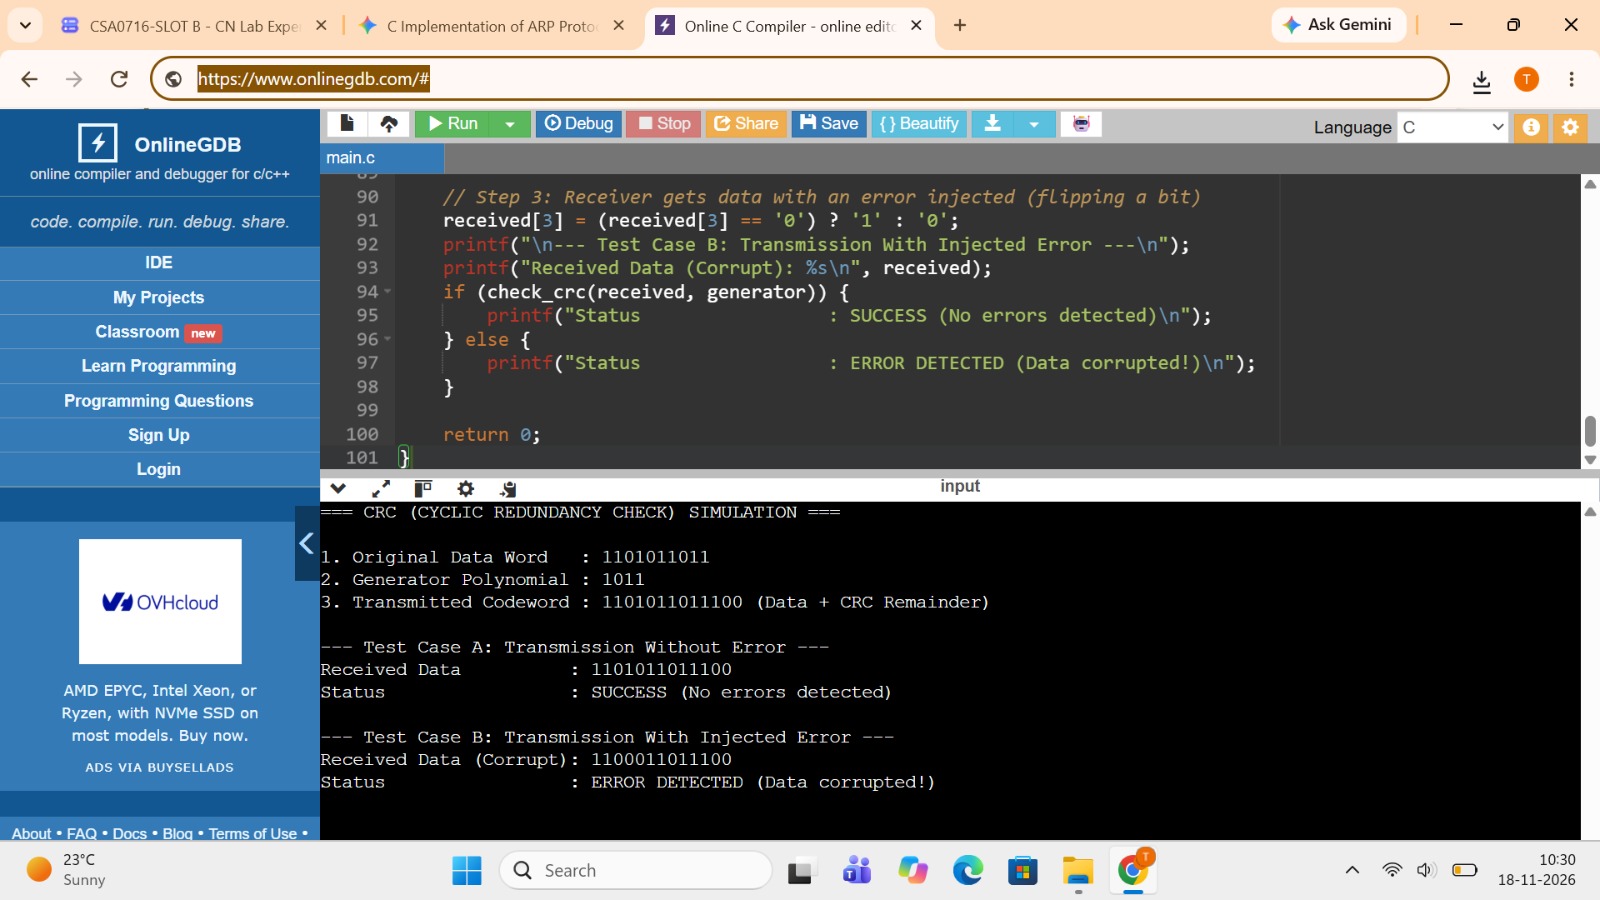 CSA0716-SLOT B - CN Lab Expe
C Implementation of ARP Proto
Online C Compiler - online edit
Ask Gemini
https://www.onlinegdb.com/#
T
OnlineGDB
online compiler and debugger for c/c++
code. compile. run. debug. share.
IDE
My Projects
Classroom new
Learn Programming
Programming Questions
Sign Up
Login
OVHcloud
AMD EPYC, Intel Xeon, or
Ryzen, with NVMe SSD on
most models. Buy now.
ADS VIA BUYSELLADS
About • FAQ • Docs • Blog • Terms of Use •
Run Debug Stop Share Save { } Beautify
Language C
main.c
89
90 // Step 3: Receiver gets data with an error injected (flipping a bit)
91 received[3] = (received[3] == '0') ? '1' : '0';
92 printf("\n--- Test Case B: Transmission With Injected Error ---\n");
93 printf("Received Data (Corrupt): %s\n", received);
94 if (check_crc(received, generator)) {
95 printf("Status                  : SUCCESS (No errors detected)\n");
96 } else {
97 printf("Status                  : ERROR DETECTED (Data corrupted!)\n");
98 }
99
100 return 0;
101 }
input
=== CRC (CYCLIC REDUNDANCY CHECK) SIMULATION ===
1. Original Data Word   : 1101011011
2. Generator Polynomial : 1011
3. Transmitted Codeword : 1101011011100 (Data + CRC Remainder)
--- Test Case A: Transmission Without Error ---
Received Data          : 1101011011100
Status                 : SUCCESS (No errors detected)
--- Test Case B: Transmission With Injected Error ---
Received Data (Corrupt): 1100011011100
Status                 : ERROR DETECTED (Data corrupted!)
23°C
Sunny
Search
T
10:30
18-11-2026